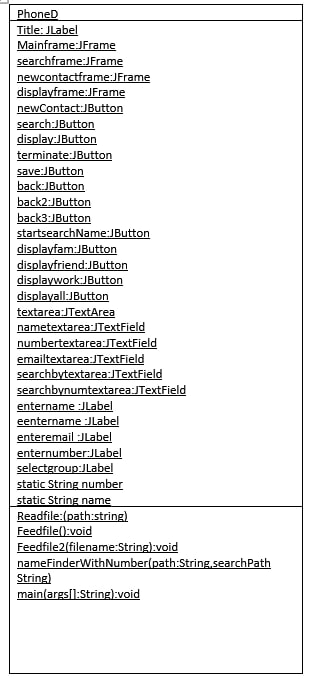 PhoneD
Title: JLabel
Mainframe:JFrame
searchframe:JFrame
newcontactframe:JFrame
displayframe:JFrame
newContact:JButton
search:JButton
display:JButton
terminate:JButton
save:JButton
back:JButton
back2:JButton
back3:JButton
startsearchName:JButton
displayfam:JButton
displayfriend:JButton
displaywork:JButton
displayall:JButton
textarea:JTextArea
nametextarea:JTextField
numbertextarea:JTextField
emailtextarea:JTextField
searchbytextarea:JTextField
searchbynumtextarea:JTextField
entername :JLabel
eentername :JLabel
enteremail :JLabel
enternumber:JLabel
selectgroup:JLabel
static String number
static String name
Readfile:(path:string)
Feedfile():void
Feedfile2(filename:String):void
nameFinderWithNumber(path:String,searchPath
String)
main(args[]:String):void